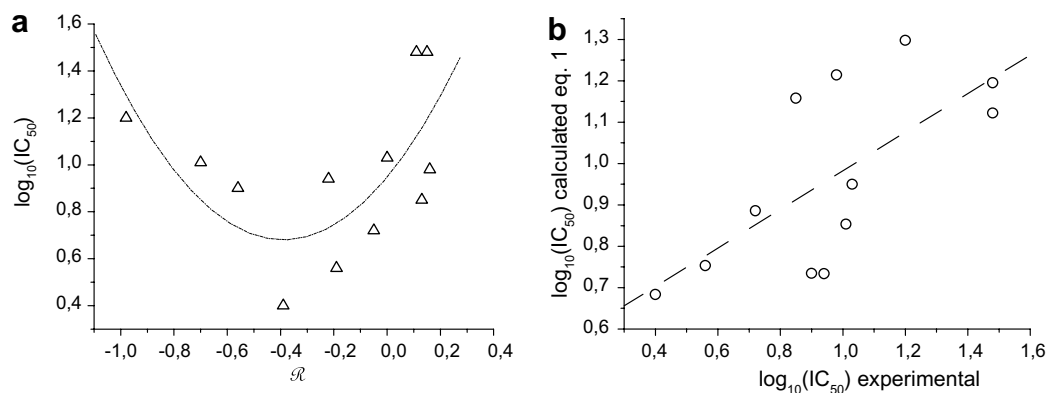 a
log₁₀(IC₅₀)
1,6
1,4
1,2
1,0
0,8
0,6
0,4
-1,0 -0,8 -0,6 -0,4 -0,2 0,0 0,2 0,4
ℛ
b
log₁₀(IC₅₀) calculated eq. 1
1,3
1,2
1,1
1,0
0,9
0,8
0,7
0,6
0,4 0,6 0,8 1,0 1,2 1,4 1,6
log₁₀(IC₅₀) experimental